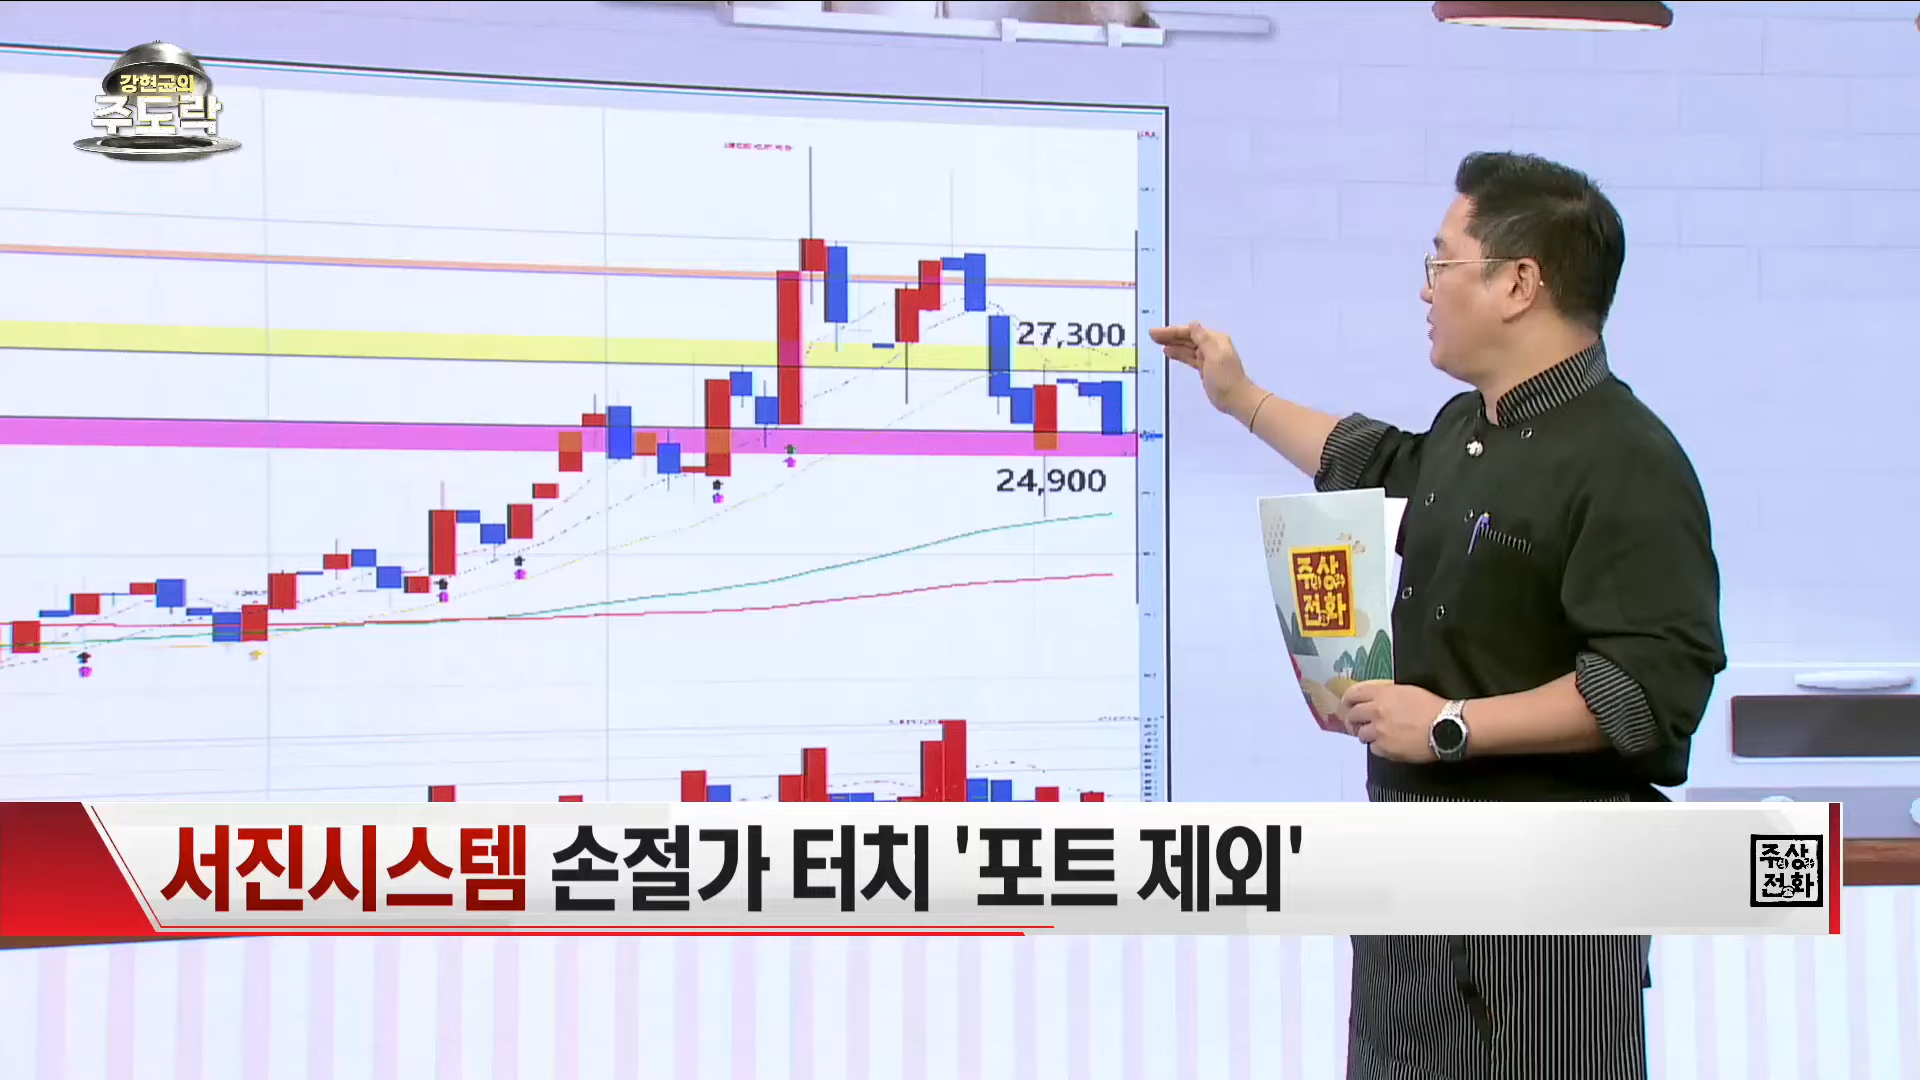 강현균의
주도락
27,300
24,900
주상
전화
서진시스템 손절가 터치 '포트 제외'
주상
전화